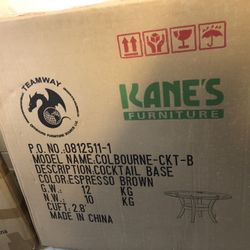 TEAMWAY
KANE'S
FURNITURE
P.O. NO.:0812511-1
MODEL NAME.COLBOURNE-CKT-B
DESCRIPTION:COCKTAIL BASE
COLOR:ESPRESSO BROWN
G.W: 12 KG
N.W: 10 KG
CUFT:2.8'
MADE IN CHINA